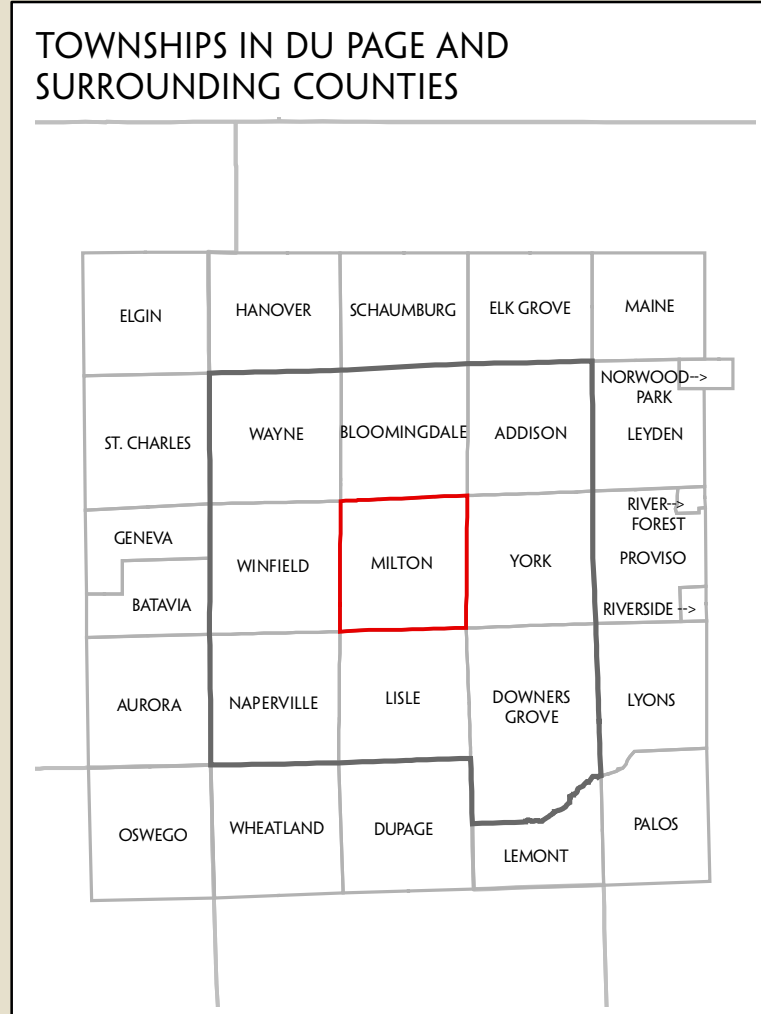 TOWNSHIPS IN DU PAGE AND
SURROUNDING COUNTIES
ELGIN
HANOVER
SCHAUMBURG
ELK GROVE
MAINE
NORWOOD-->
PARK
ST. CHARLES
WAYNE
BLOOMINGDALE
ADDISON
LEYDEN
RIVER-->
FOREST
GENEVA
WINFIELD
MILTON
YORK
PROVISO
BATAVIA
RIVERSIDE -->
AURORA
NAPERVILLE
LISLE
DOWNERS
GROVE
LYONS
OSWEGO
WHEATLAND
DUPAGE
LEMONT
PALOS